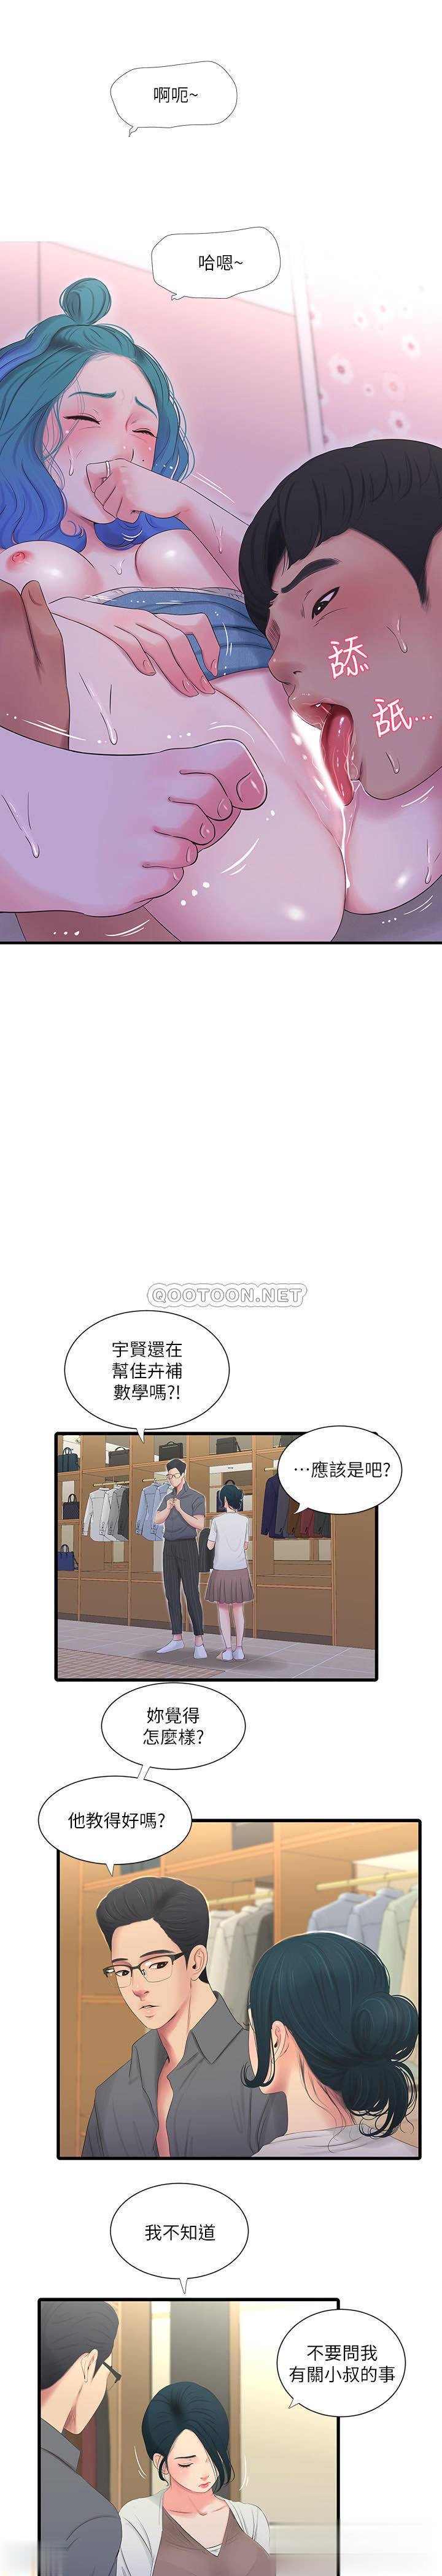 啊呃~
哈嗯~
舔
舐...
QOOTOON.NET
宇賢還在
幫佳卉補
數學嗎?!
…應該是吧?
妳覺得
怎麼樣?
他教得好嗎?
我不知道
不要問我
有關小叔的事